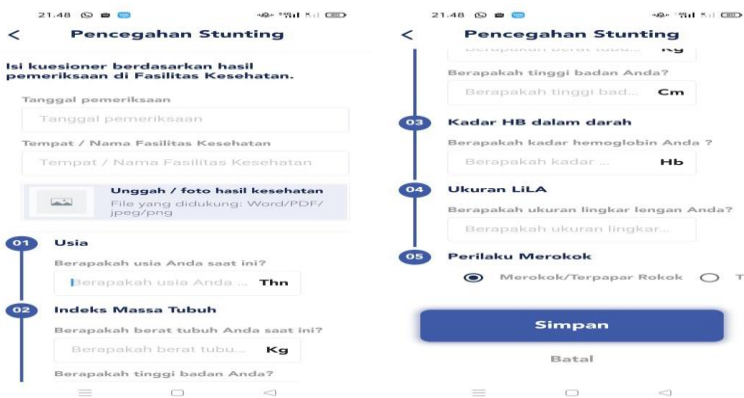 21.48
Pencegahan Stunting
Isi kuesioner berdasarkan hasil
pemeriksaan di Fasilitas Kesehatan.
Tanggal pemeriksaan
Tanggal pemeriksaan
Tempat / Nama Fasilitas Kesehatan
Tempat / Nama Fasilitas Kesehatan
Unggah / foto hasil kesehatan
File yang didukung: Word/PDF/
jpeg/png
01 Usia
Berapakah usia Anda saat ini?
Berapakah usia Anda ... Thn
02 Indeks Massa Tubuh
Berapakah berat tubuh Anda saat ini?
Berapakah berat tubu... Kg
Berapakah tinggi badan Anda?
21.48
Pencegahan Stunting
Berapakah berat tubu... Kg
Berapakah tinggi badan Anda?
Berapakah tinggi bad... Cm
03 Kadar HB dalam darah
Berapakah kadar hemoglobin Anda ?
Berapakah kadar ... Hb
04 Ukuran LiLA
Berapakah ukuran lingkar lengan Anda?
Berapakah ukuran lingkar...
05 Perilaku Merokok
Merokok/Terpapar Rokok T
Simpan
Batal